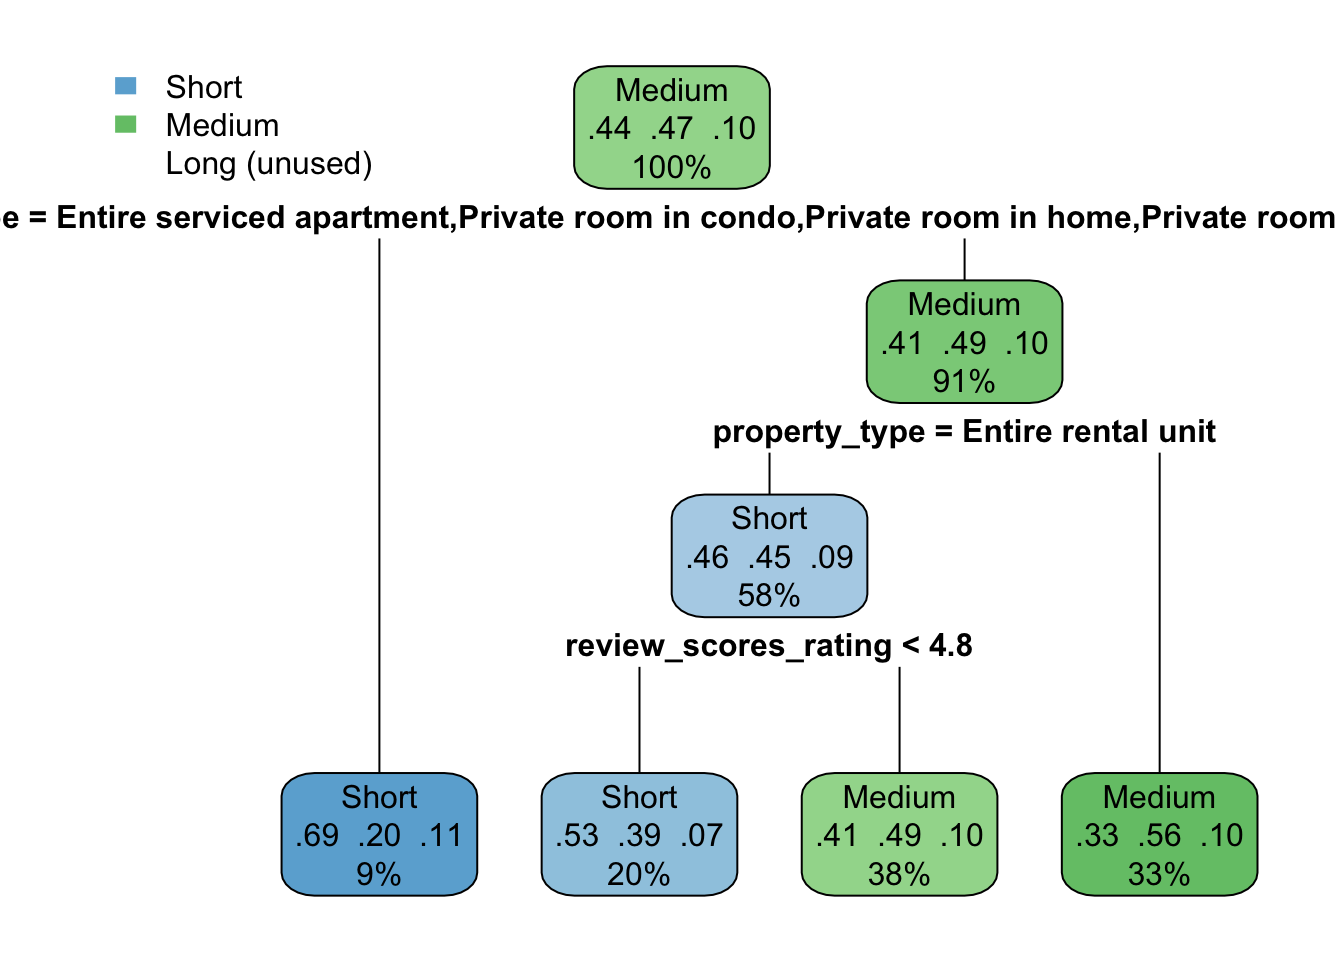 Short
Medium
Long (unused)
Medium
.44 .47 .10
100%
= Entire serviced apartment,Private room in condo,Private room in home,Private room
Medium
.41 .49 .10
91%
property_type = Entire rental unit
Short
.46 .45 .09
58%
review_scores_rating < 4.8
Short
.69 .20 .11
9%
Short
.53 .39 .07
20%
Medium
.41 .49 .10
38%
Medium
.33 .56 .10
33%